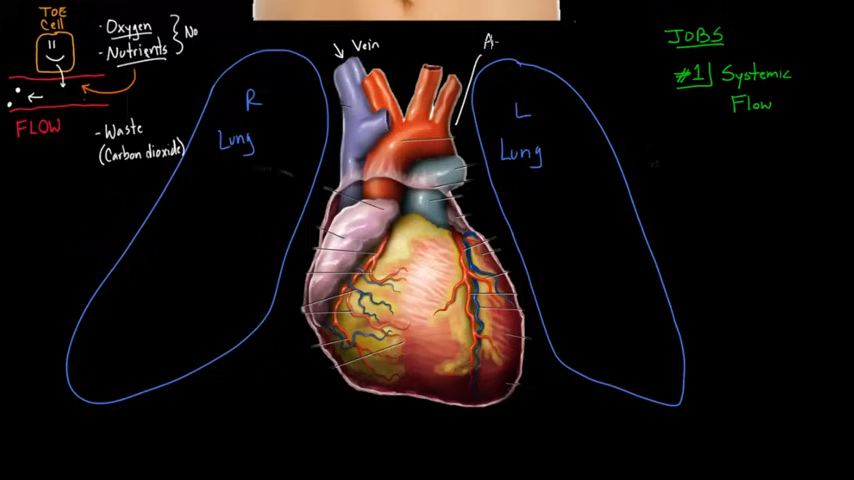 TOE
Cell
- Oxygen
- Nutrients
No
FLOW
- Waste
(Carbon dioxide)
Vein
A-
R
Lung
L
Lung
JOBS
#1] Systemic
Flow